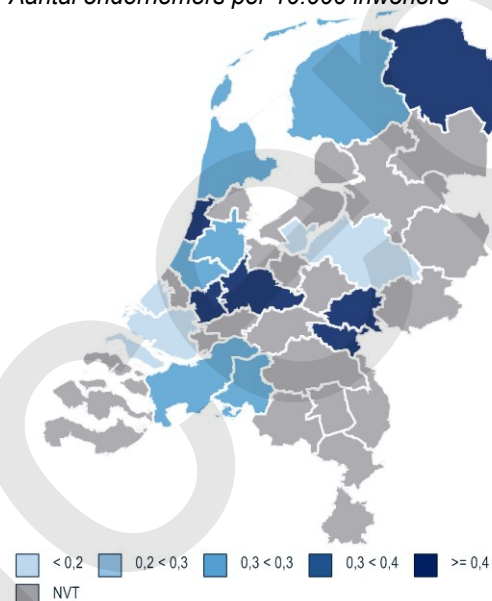 Aantal ondernemers per 10.000 inwoners
< 0,2 0,2 < 0,3 0,3 < 0,3 0,3 < 0,4 >= 0,4
NVT